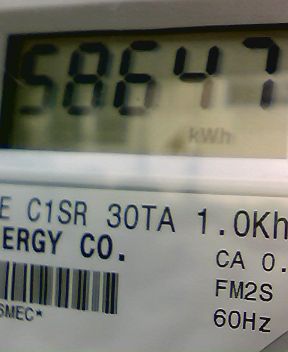 58647
kWh
E C1SR 30TA 1.0Kh
ERGY CO.
CA 0.
FM2S
SMEC*
60Hz